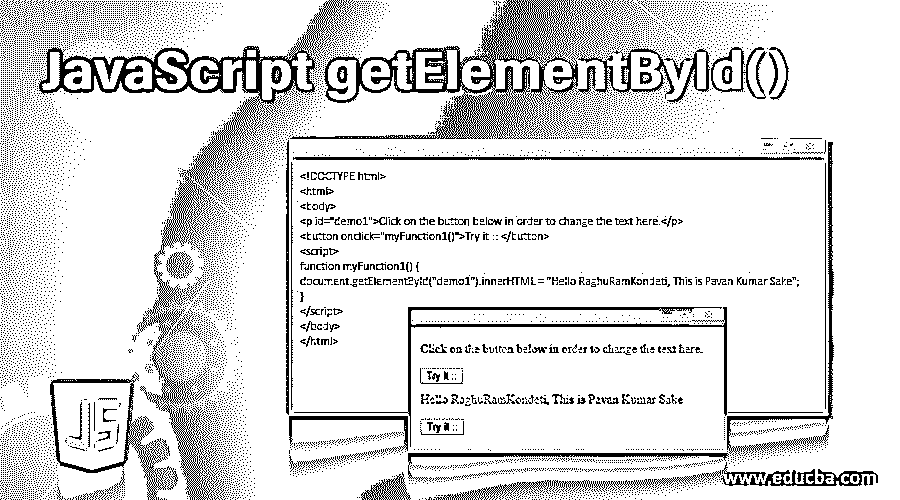 JavaScript getElementById()
<!DOCTYPE html>
<html>
<body>
<p id="demo1">Click on the button below in order to change the text here.</p>
<button onclick="myFunction1()">Try it :: </button>
<script>
function myFunction1() {
document.getElementById("demo1").innerHTML = "Hello RaghuRamKondeti, This is Pavan Kumar Sake";
}
</script>
</body>
</html>
Click on the button below in order to change the text here.
Try it ::
Hello RaghuRamKondeti, This is Pavan Kumar Sake
Try it ::
JS
www.educba.com